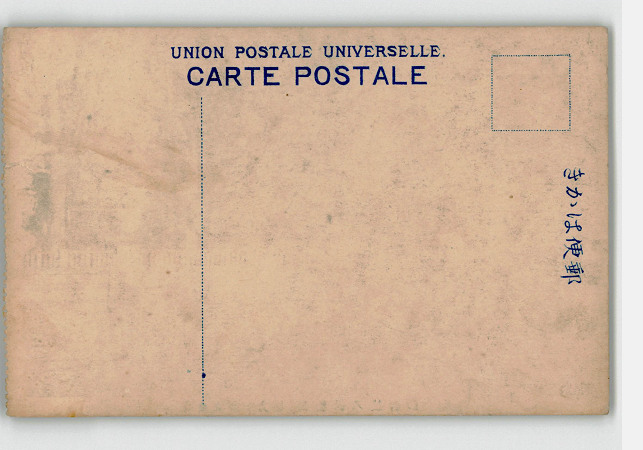 UNION POSTALE UNIVERSELLE.
CARTE POSTALE
きかは便郵